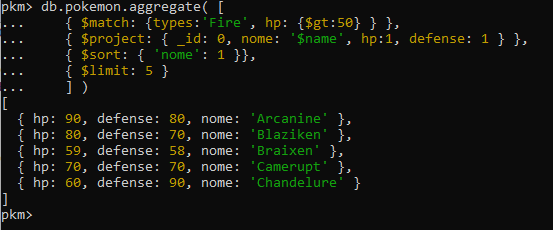 pkm> db.pokemon.aggregate( [
...     { $match: {types:'Fire', hp: {$gt:50} } },
...     { $project: { _id: 0, nome: '$name', hp:1, defense: 1 } },
...     { $sort: { 'nome': 1 }},
...     { $limit: 5 }
...     ] )
[
  { hp: 90, defense: 80, nome: 'Arcanine' },
  { hp: 80, defense: 70, nome: 'Blaziken' },
  { hp: 59, defense: 58, nome: 'Braixen' },
  { hp: 70, defense: 70, nome: 'Camerupt' },
  { hp: 60, defense: 90, nome: 'Chandelure' }
]
pkm>